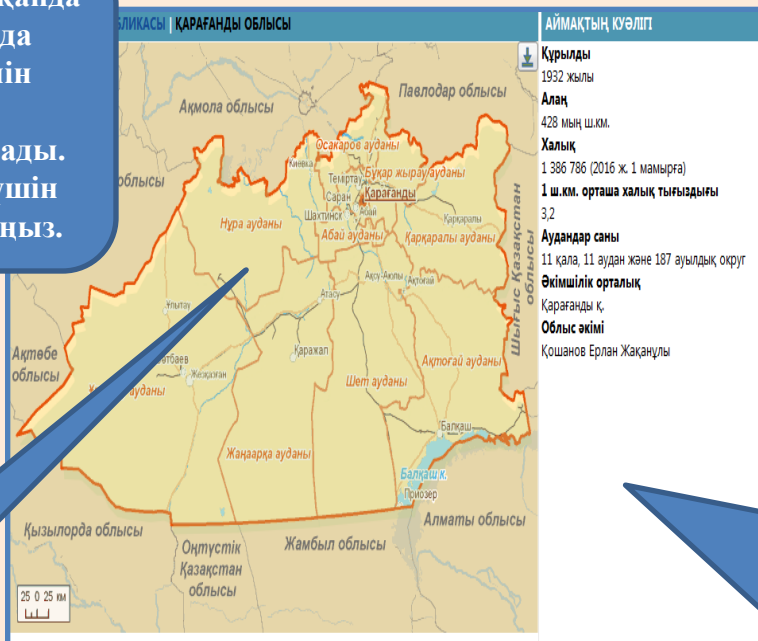 да
ін
ады.
үшін
ңыз.
ҚАРАҒАНДЫ ОБЛЫСЫ
АЙМАҚТЫҢ КУӘЛІГІ
Құрылды
1932 жылы
Алаң
428 мың ш.км.
Халық
1 386 786 (2016 ж. 1 мамырға)
1 ш.км. орташа халық тығыздығы
3,2
Аудандар саны
11 қала, 11 аудан және 187 ауылдық округ
Әкімшілік орталық
Қарағанды қ.
Облыс әкімі
Қошанов Ерлан Жақанұлы
Павлодар облысы
Ақмола облысы
Осакаров ауданы
Киевка
Теміртау
Бұқар жырау ауданы
Саран
Қарағанды
Шахтинск
Абай
Нұра ауданы
Абай ауданы
Қарқаралы
Қарқаралы ауданы
Шығыс Қазақстан
облысы
Ақсу-Аюлы
Ақтоғай
Атасу
Ұлытау
Ақтөбе
облысы
Қаражал
Жезқазған
Ақтоғай ауданы
Шет ауданы
ауданы
Балқаш
Жаңаарқа ауданы
Балқаш к.
Приозер
Қызылорда облысы
Оңтүстік
Қазақстан
облысы
Жамбыл облысы
Алматы облысы
25 0 25 км